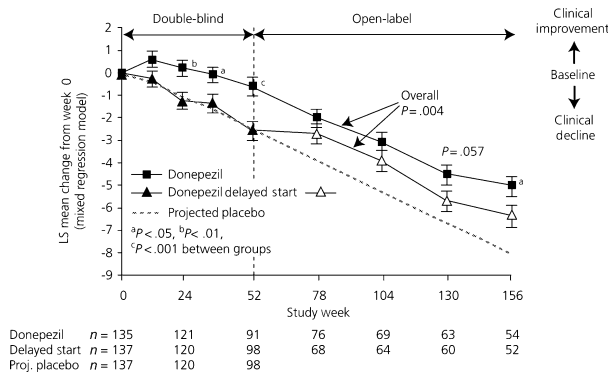 Double-blind
Open-label
Clinical
improvement
Baseline
Clinical
decline
LS mean change from week 0
(mixed regression model)
2
1
0
-1
-2
-3
-4
-5
-6
-7
-8
-9
b
a
c
Overall
P=.004
P=.057
a
Donepezil
Donepezil delayed start
Projected placebo
aP<.05, bP< .01,
cP<.001 between groups
0 24 52 78 104 130 156
Study week
Donepezil n = 135 121 91 76 69 63 54
Delayed start n = 137 120 98 68 64 60 52
Proj. placebo n = 137 120 98